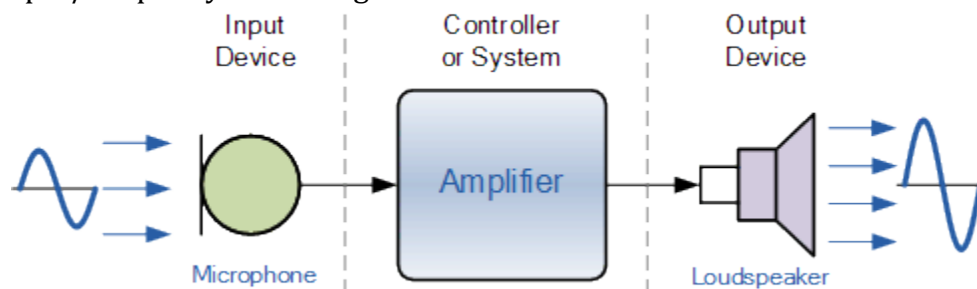 Input
Device
Controller
or System
Output
Device
Amplifier
Microphone
Loudspeaker